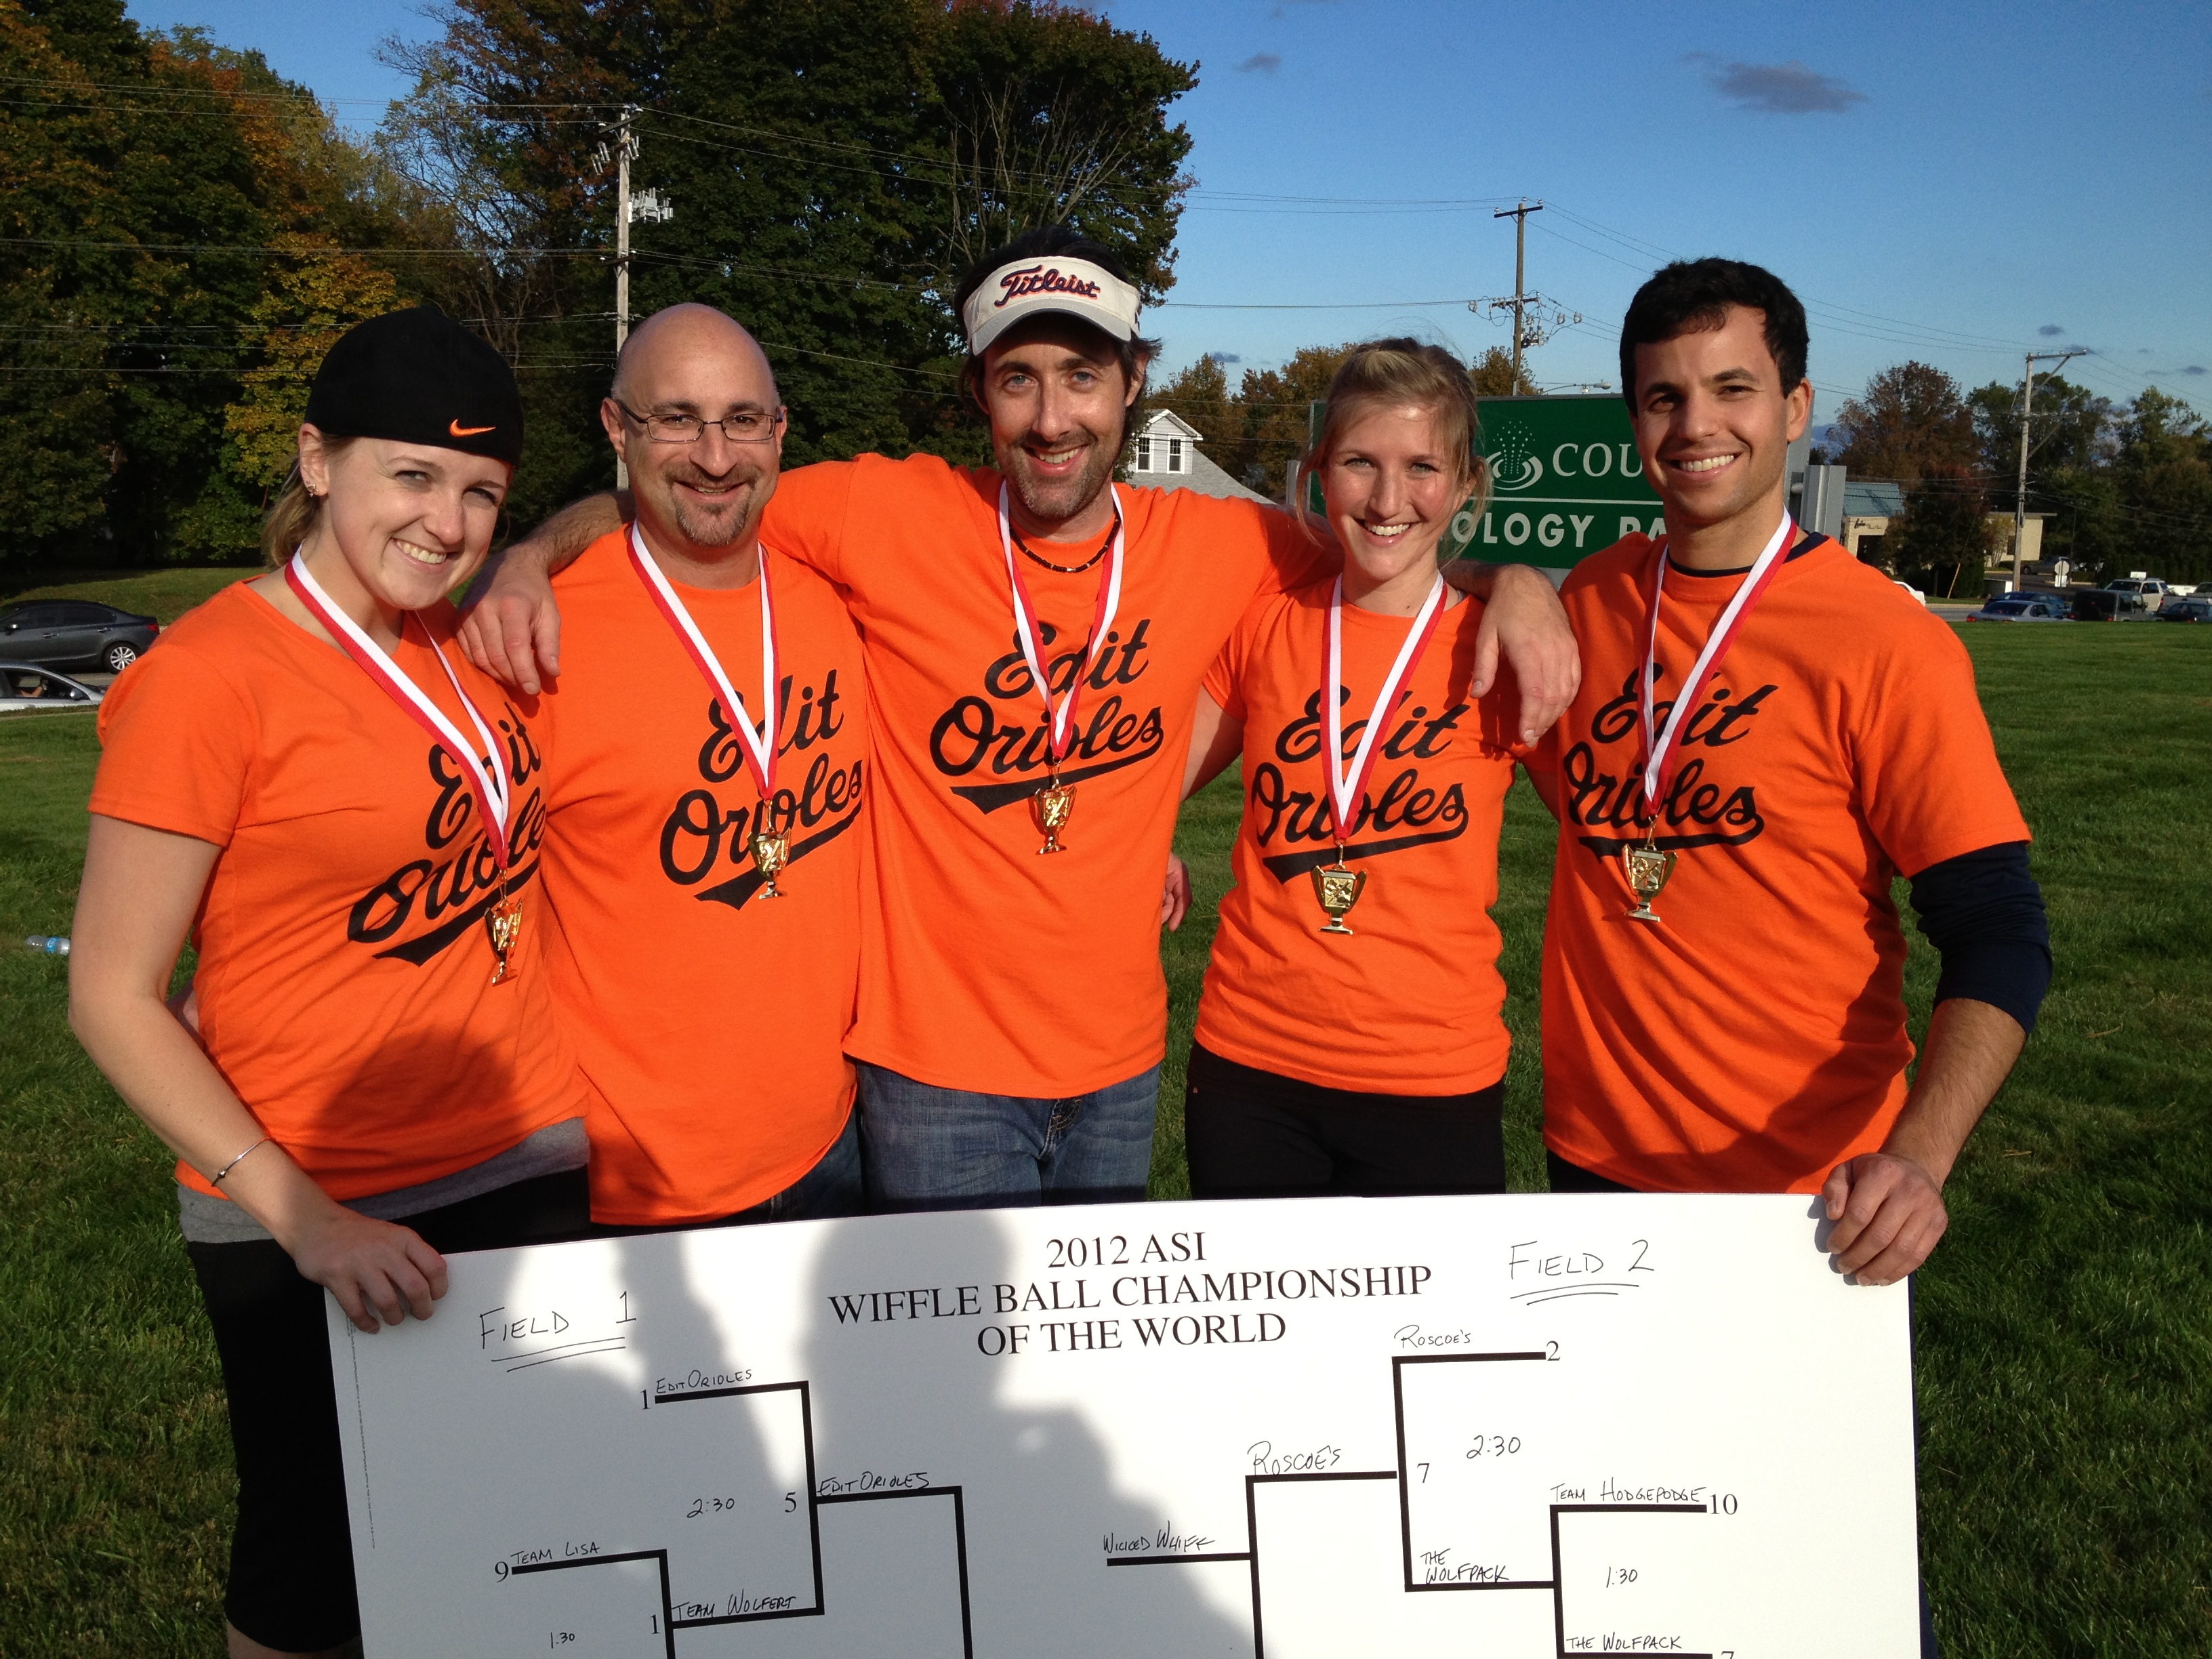 Titleist
COU
OLOGY PA
Edit
Orioles
Edit
Orioles
Edit
Orioles
Edit
Orioles
Edit
Orioles
2012 ASI
WIFFLE BALL CHAMPIONSHIP
OF THE WORLD
FIELD 1
FIELD 2
1 EDIT ORIOLES
ROSCOE'S 2
2:30 5 EDIT ORIOLES
ROSCOE'S 7 2:30
9 TEAM LISA
WICKED WHIFF
TEAM HODGEPODGE 10
1 TEAM WOLFERT
THE
WOLFPACK
1:30
1:30
THE WOLFPACK 7